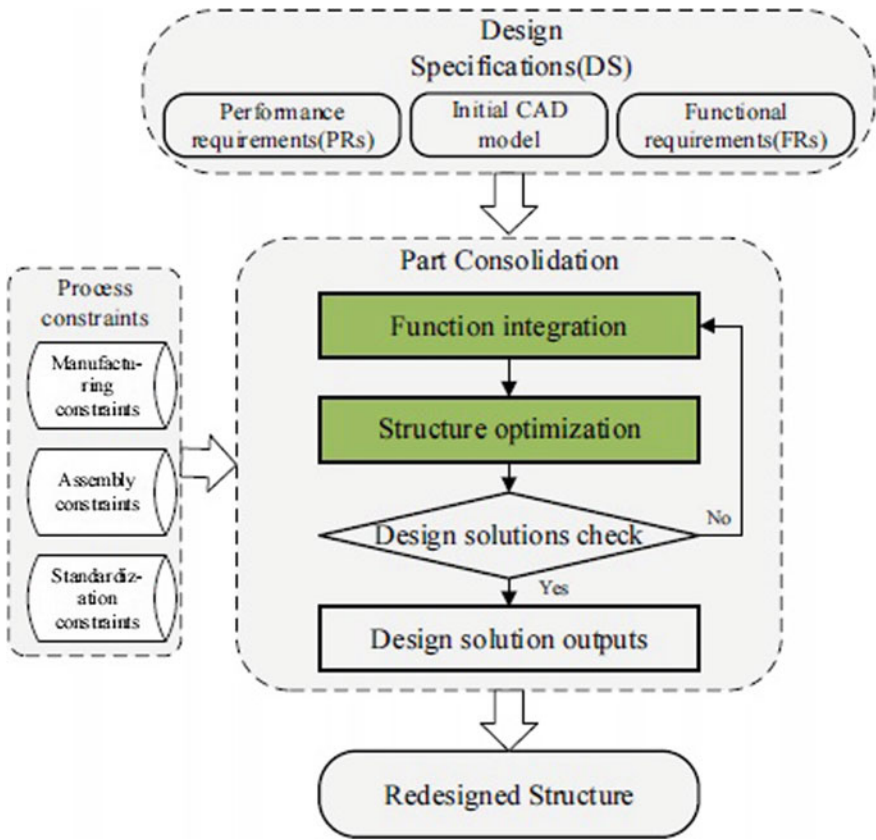 Design
Specifications(DS)
Performance
requirements(PRs)
Initial CAD
model
Functional
requirements(FRs)
Process
constraints
Manufactu-
ring
constraints
Assembly
constraints
Standardiz-
ation
constraints
Part Consolidation
Function integration
Structure optimization
Design solutions check
No
Yes
Design solution outputs
Redesigned Structure